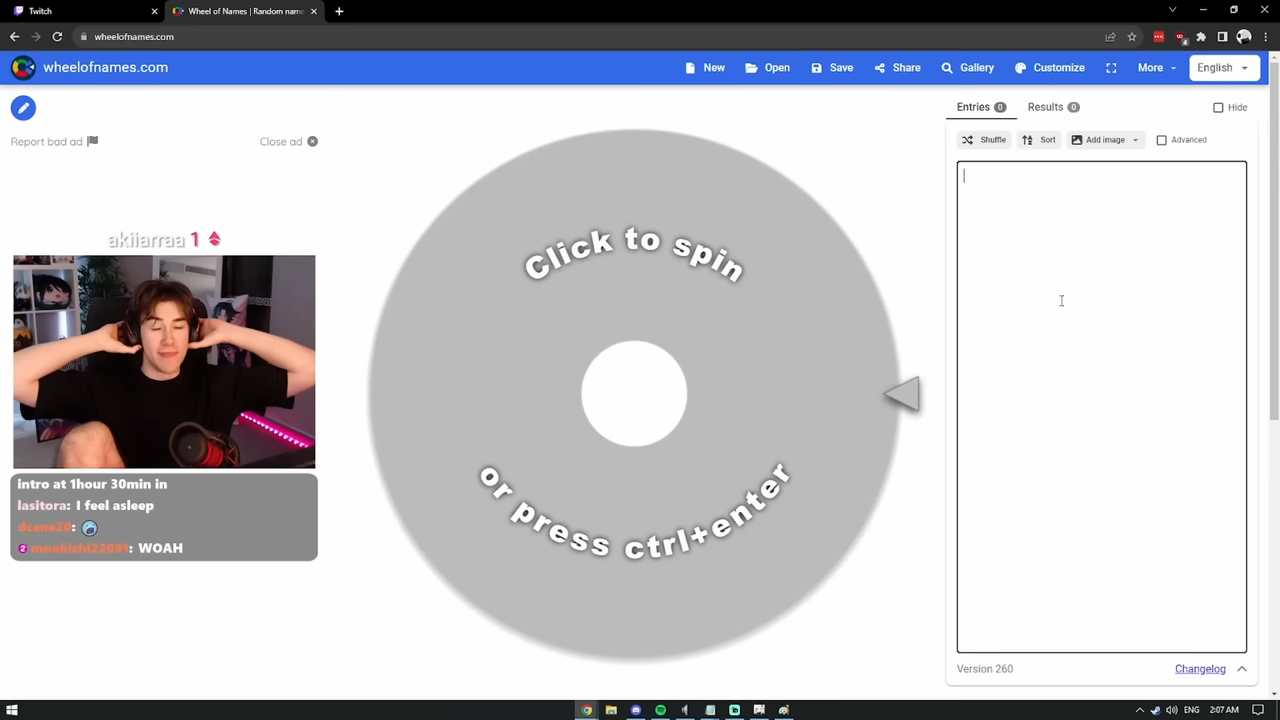 Twitch
Wheel of Names | Random name
wheelofnames.com
wheelofnames.com
New
Open
Save
Share
Gallery
Customize
More
English
Report bad ad
Close ad
akiiarraa 1
intro at 1hour 30min in
lasitora: I feel asleep
dcane20:
2 monkichi22081: WOAH
Click to spin
or press ctrl+enter
Entries 0
Results 0
Hide
Shuffle
Sort
Add image
Advanced
Version 260
Changelog
ENG
2:07 AM